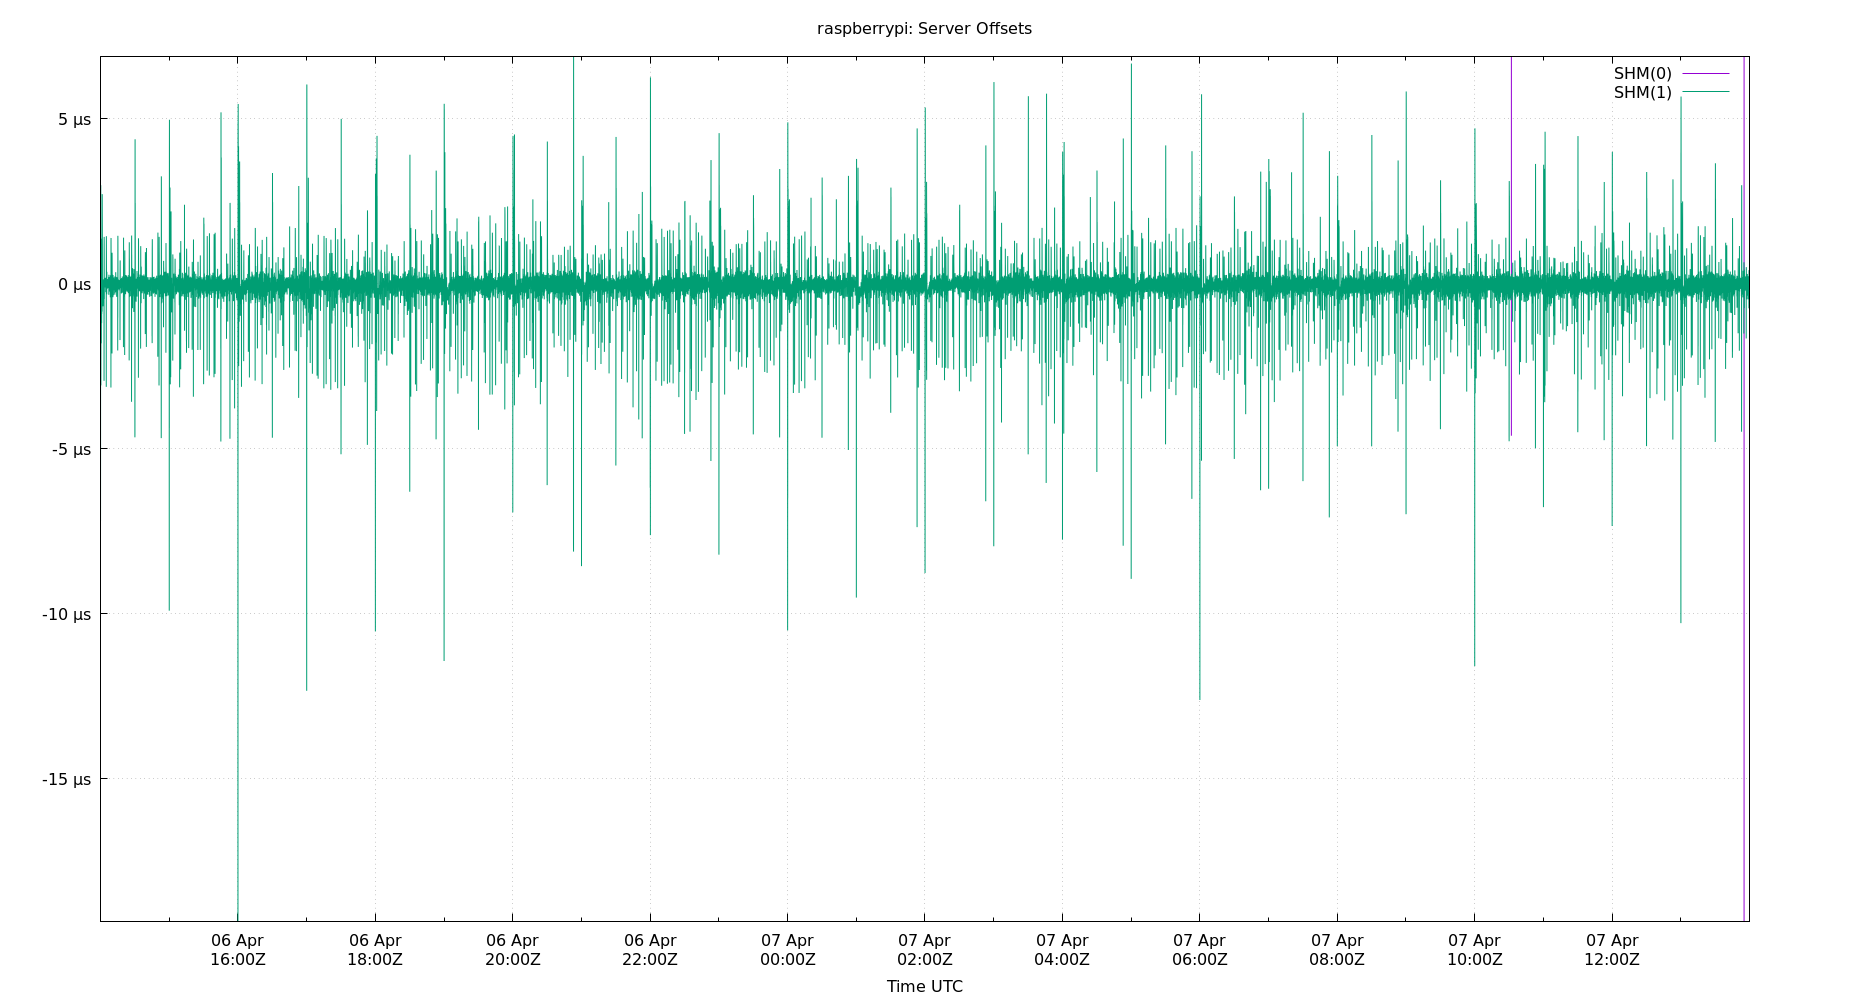 raspberrypi: Server Offsets
SHM(0)
SHM(1)
5 µs
0 µs
-5 µs
-10 µs
-15 µs
06 Apr 06 Apr 06 Apr 06 Apr 07 Apr 07 Apr 07 Apr 07 Apr 07 Apr 07 Apr 07 Apr
16:00Z 18:00Z 20:00Z 22:00Z 00:00Z 02:00Z 04:00Z 06:00Z 08:00Z 10:00Z 12:00Z
Time UTC